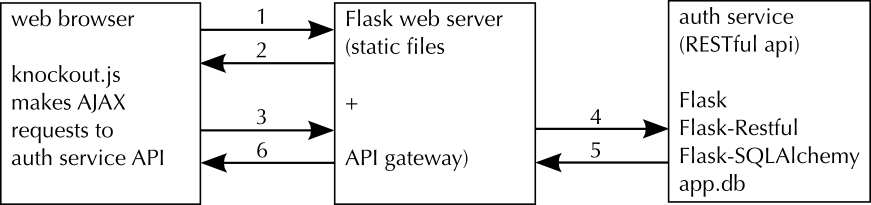 web browser
knockout.js
makes AJAX
requests to
auth service API
1
2
3
6
Flask web server
(static files
+
API gateway)
4
5
auth service
(RESTful api)
Flask
Flask-Restful
Flask-SQLAlchemy
app.db